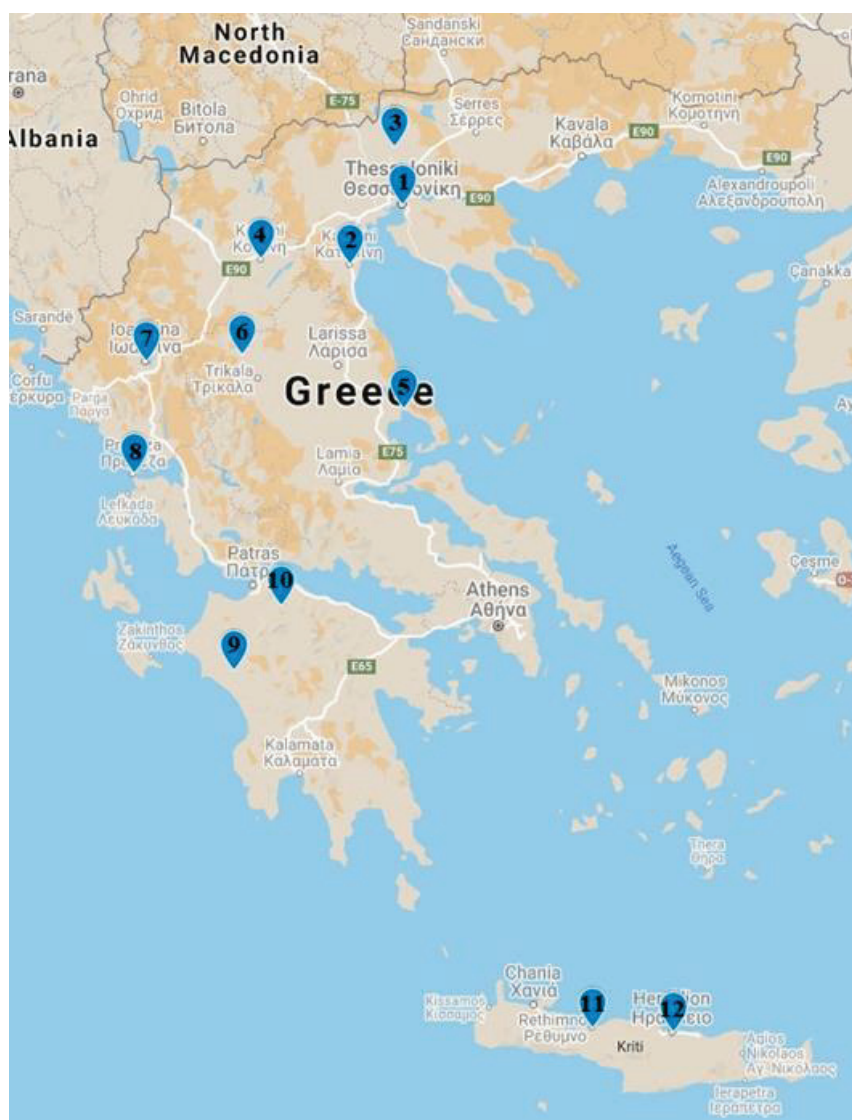 North
Macedonia
Sandanski
Сандански
rana
E-75
Ohrid
Охрид
Bitola
Битола
Albania
3
Serres
Σέρρες
Komotini
Κομοτηνή
Kavala
Καβάλα
E90
E90
Alexandroupoli
Αλεξανδρούπολη
1
Θεσσαλονίκη
E90
4
2
E90
Çanakka
Sarandë
7
6
Larissa
Λάρισα
Corfu
έρκυρα
Trikala
Τρίκαλα
Parga
Πάργα
Greece
5
8
E75
Lamia
Λαμία
Lefkada
Λευκάδα
Patras
10
Athens
Αθήνα
Aegean Sea
Çeşme
Zakinthos
Ζάκυνθος
9
E65
Mikonos
Μύκονος
Kalamata
Καλαμάτα
Thera
Θήρα
Chania
Χανιά
Kissamos
Κίσσαμος
11
12
Rethimno
Ρέθυμνο
Kriti
Agios
Nikolaos
Αγ. Νικόλαος
Ierapetra
Ιεράπετρα